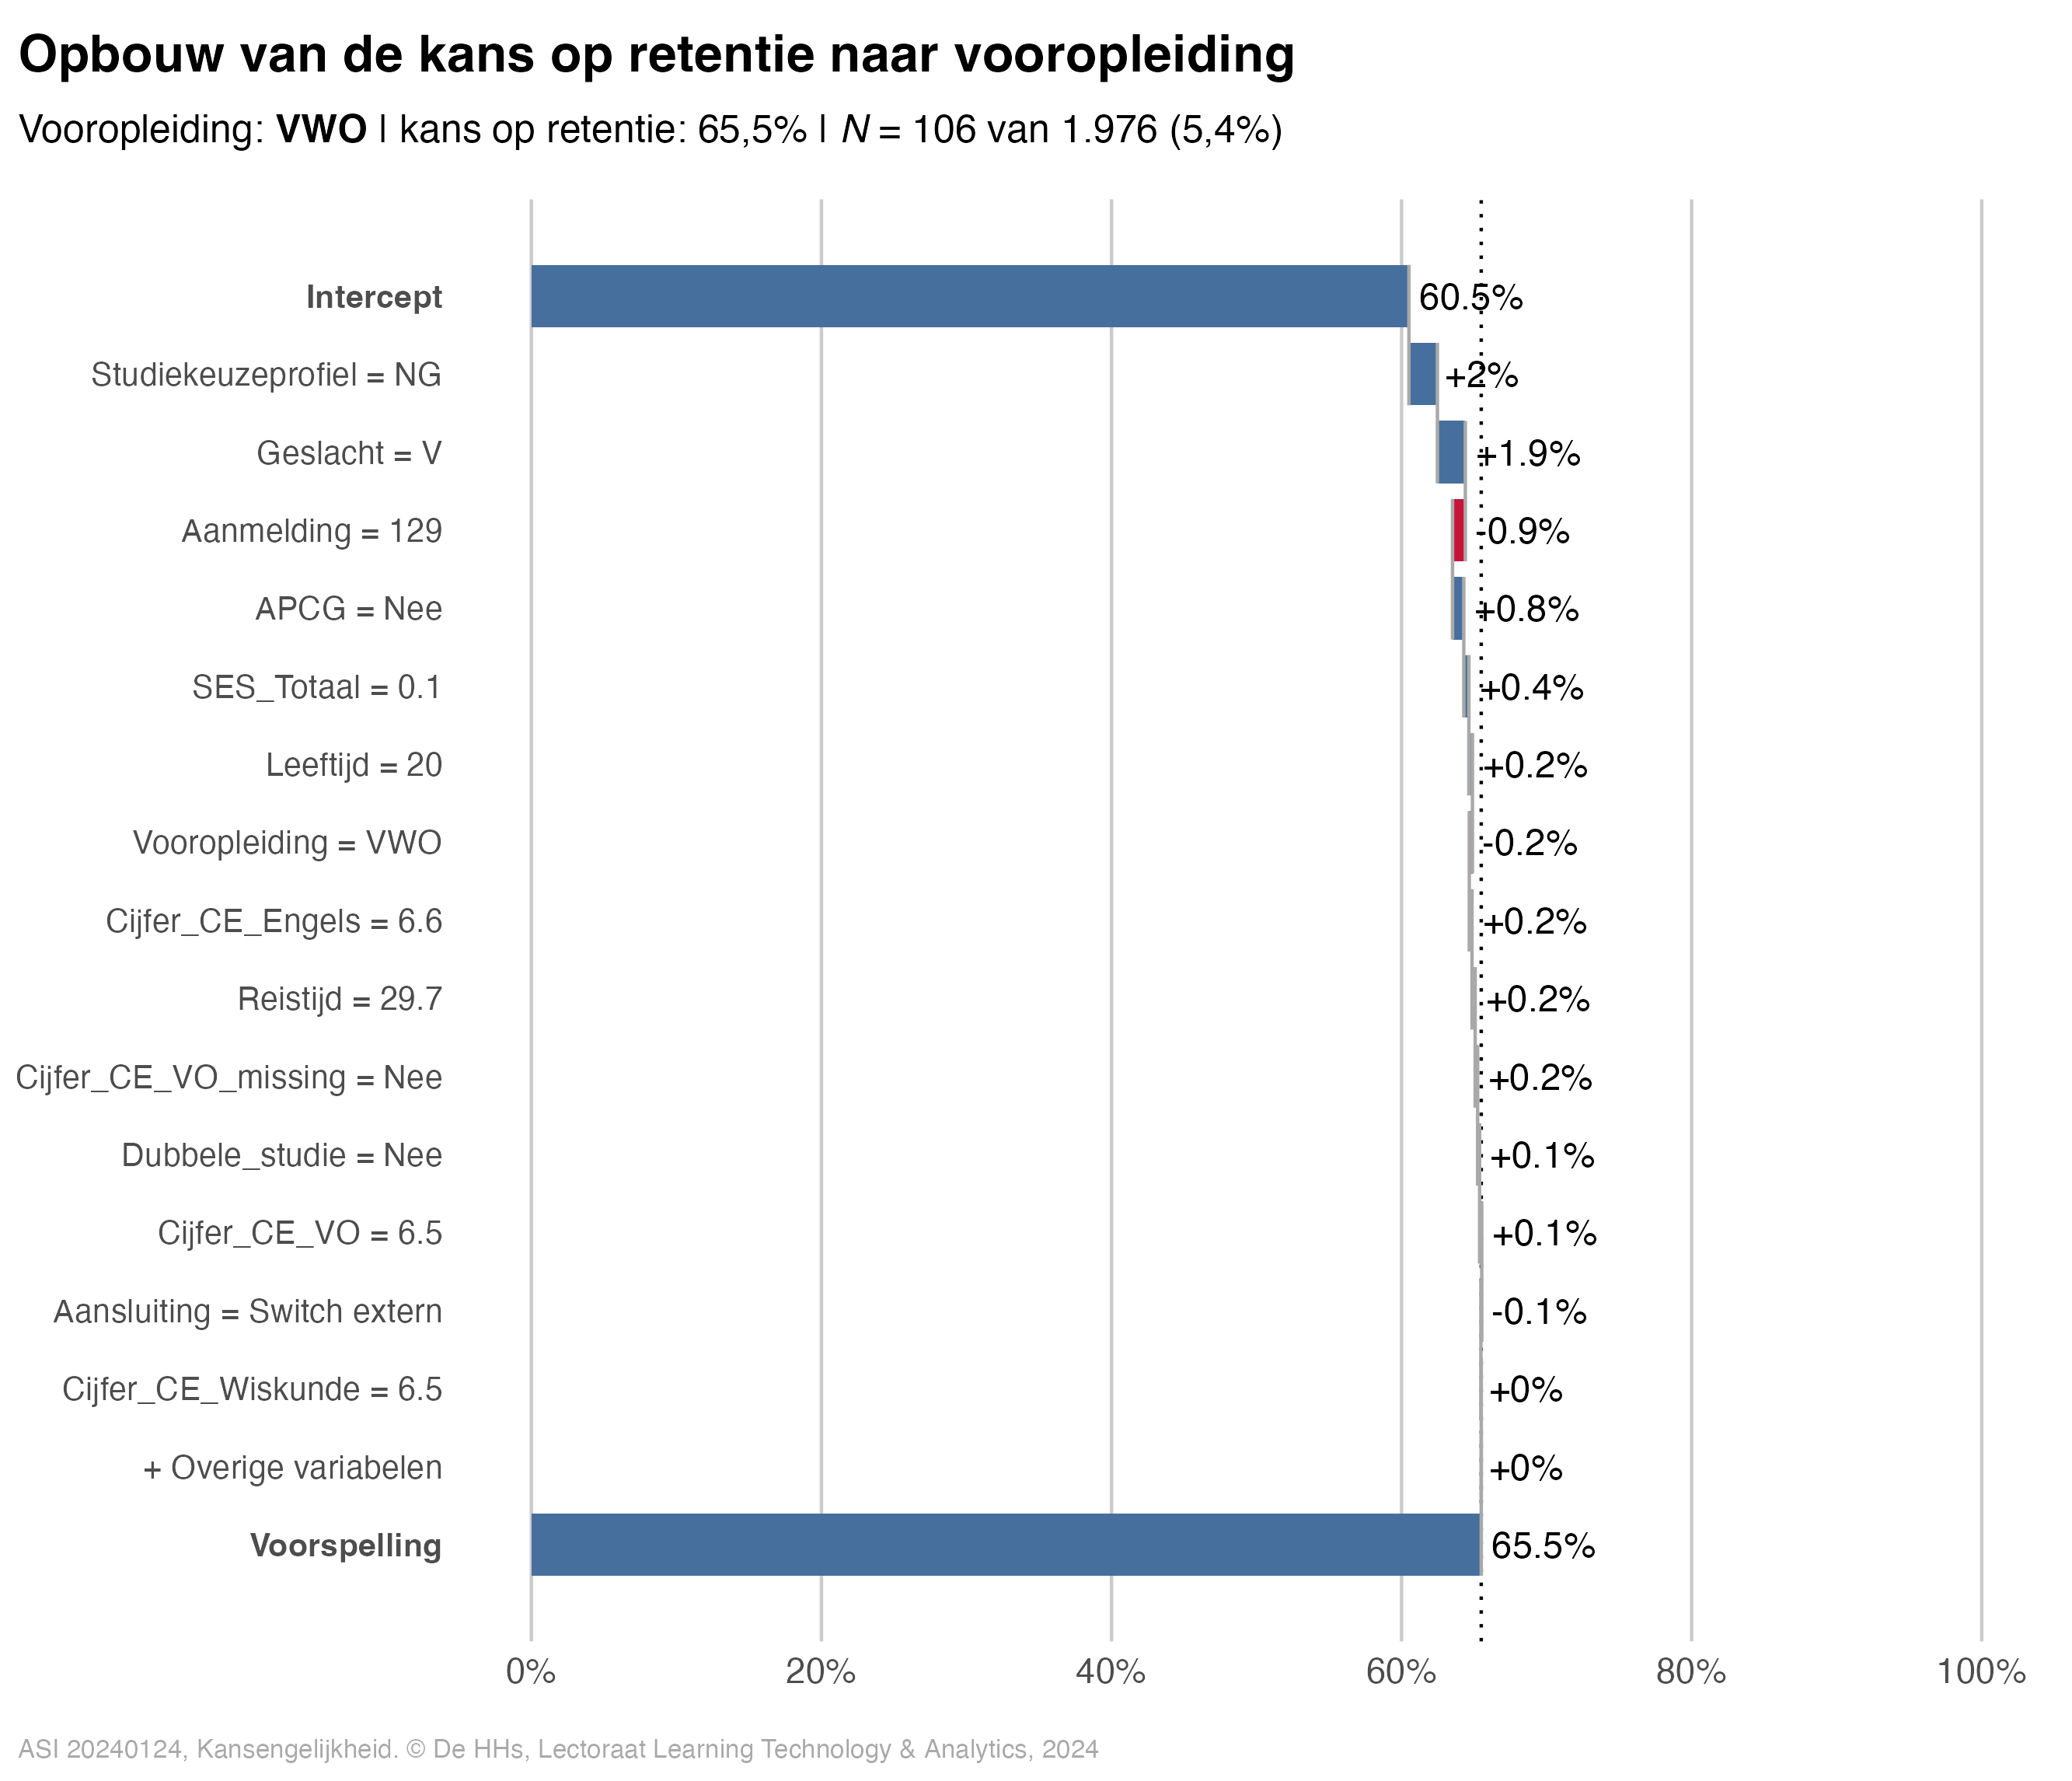 Opbouw van de kans op retentie naar vooropleiding
Vooropleiding: VWO | kans op retentie: 65,5% | N = 106 van 1.976 (5,4%)
Intercept 60.5%
Studiekeuzeprofiel = NG +2%
Geslacht = V +1.9%
Aanmelding = 129 -0.9%
APCG = Nee +0.8%
SES_Totaal = 0.1 +0.4%
Leeftijd = 20 +0.2%
Vooropleiding = VWO -0.2%
Cijfer_CE_Engels = 6.6 +0.2%
Reistijd = 29.7 +0.2%
Cijfer_CE_VO_missing = Nee +0.2%
Dubbele_studie = Nee +0.1%
Cijfer_CE_VO = 6.5 +0.1%
Aansluiting = Switch extern -0.1%
Cijfer_CE_Wiskunde = 6.5 +0%
+ Overige variabelen +0%
Voorspelling 65.5%
0% 20% 40% 60% 80% 100%
ASI 20240124, Kansengelijkheid. © De HHs, Lectoraat Learning Technology & Analytics, 2024